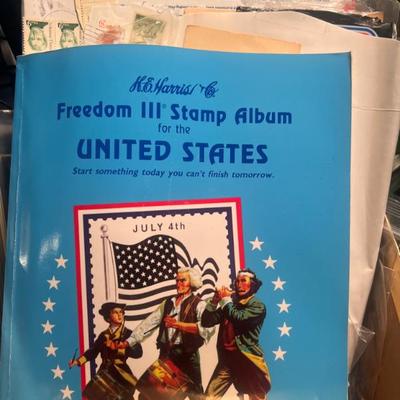 H.E. Harris & Co.
Freedom III® Stamp Album
for the
UNITED STATES
Start something today you can't finish tomorrow.
JULY 4th